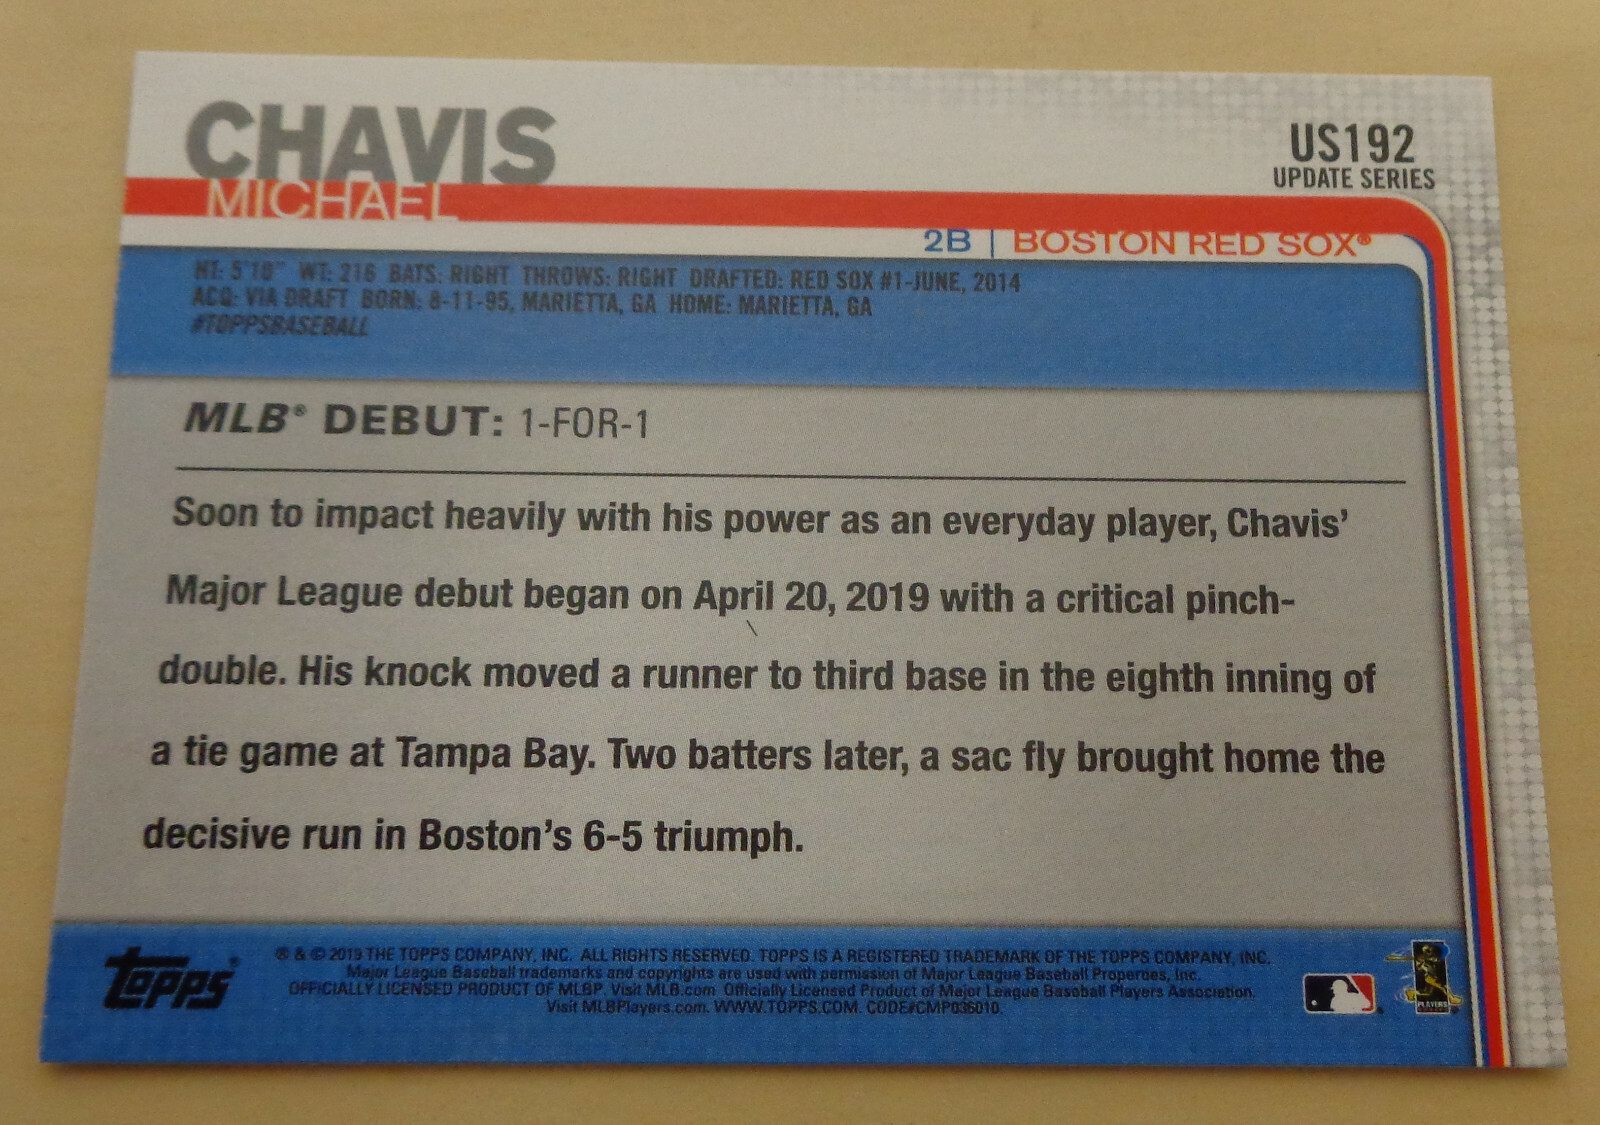 CHAVIS
MICHAEL
US192
UPDATE SERIES
2B | BOSTON RED SOX®
HT: 5'10" WT: 216 BATS: RIGHT THROWS: RIGHT DRAFTED: RED SOX #1-JUNE, 2014
ACQ: VIA DRAFT BORN: 8-11-95, MARIETTA, GA HOME: MARIETTA, GA
#TOPPSBASEBALL
MLB® DEBUT: 1-FOR-1
Soon to impact heavily with his power as an everyday player, Chavis’
Major League debut began on April 20, 2019 with a critical pinch-
double. His knock moved a runner to third base in the eighth inning of
a tie game at Tampa Bay. Two batters later, a sac fly brought home the
decisive run in Boston’s 6-5 triumph.
topps®
® & © 2019 THE TOPPS COMPANY, INC. ALL RIGHTS RESERVED. TOPPS IS A REGISTERED TRADEMARK OF THE TOPPS COMPANY, INC.
Major League Baseball trademarks and copyrights are used with permission of Major League Baseball Properties, Inc.
OFFICIALLY LICENSED PRODUCT OF MLBP. Visit MLB.com. Officially Licensed Product of Major League Baseball Players Association.
Visit MLBPlayers.com. WWW.TOPPS.COM. CODE#CMP036010.
PLAYERS